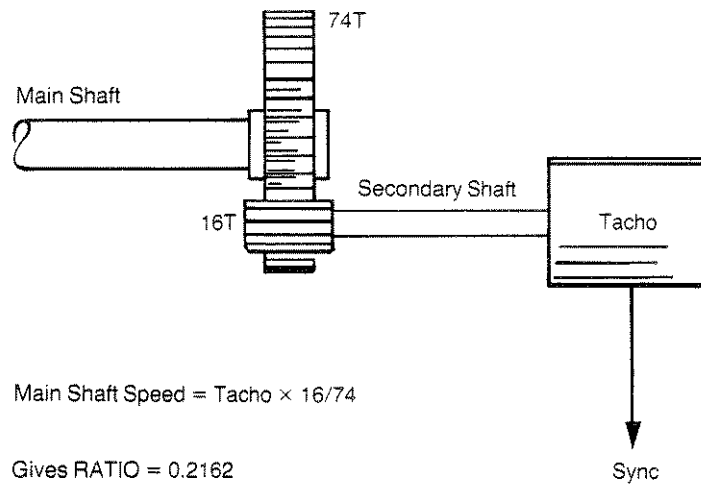 74T
Main Shaft
Secondary Shaft
16T
Tacho
Main Shaft Speed = Tacho × 16/74
Gives RATIO = 0.2162
Sync